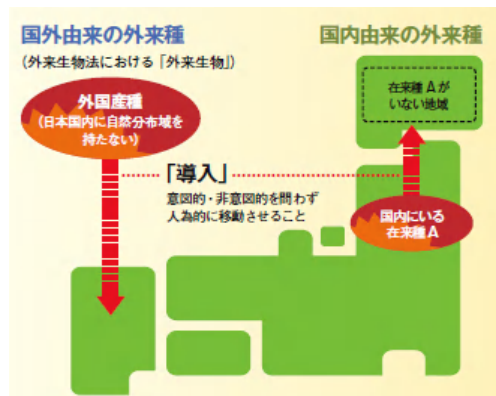 国外由来の外来種
(外来生物法における「外来生物」)
外国産種
(日本国内に自然分布域を
持たない)
国内由来の外来種
在来種Aが
いない地域
「導入」
意図的・非意図的を問わず
人為的に移動させること
国内にいる
在来種A